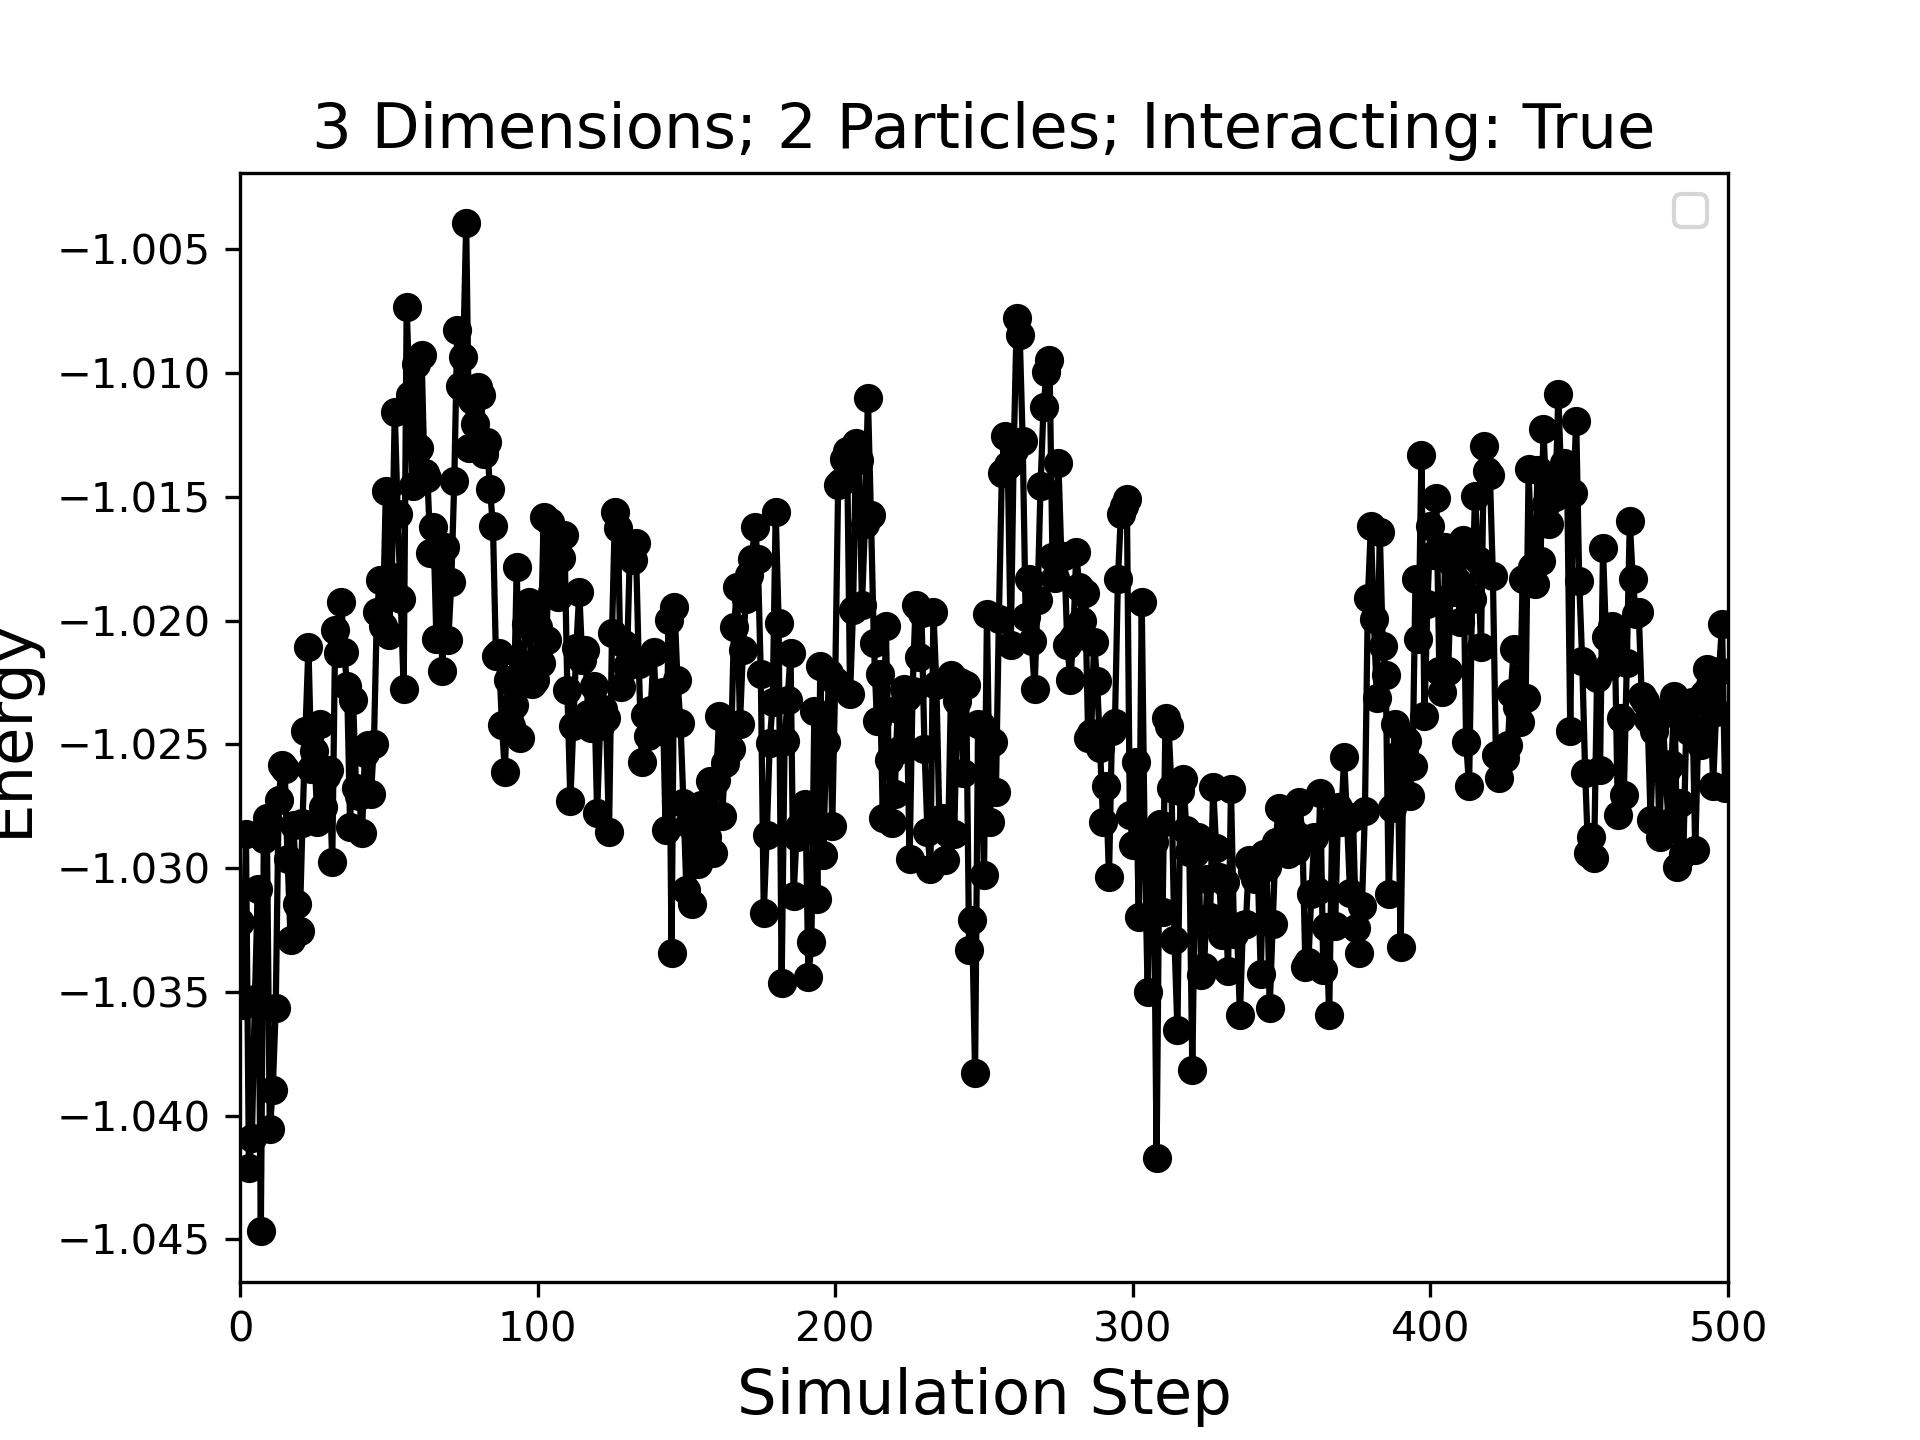 3 Dimensions; 2 Particles; Interacting: True
−1.005
−1.010
−1.015
−1.020
−1.025
−1.030
−1.035
−1.040
−1.045
Energy
0 100 200 300 400 500
Simulation Step